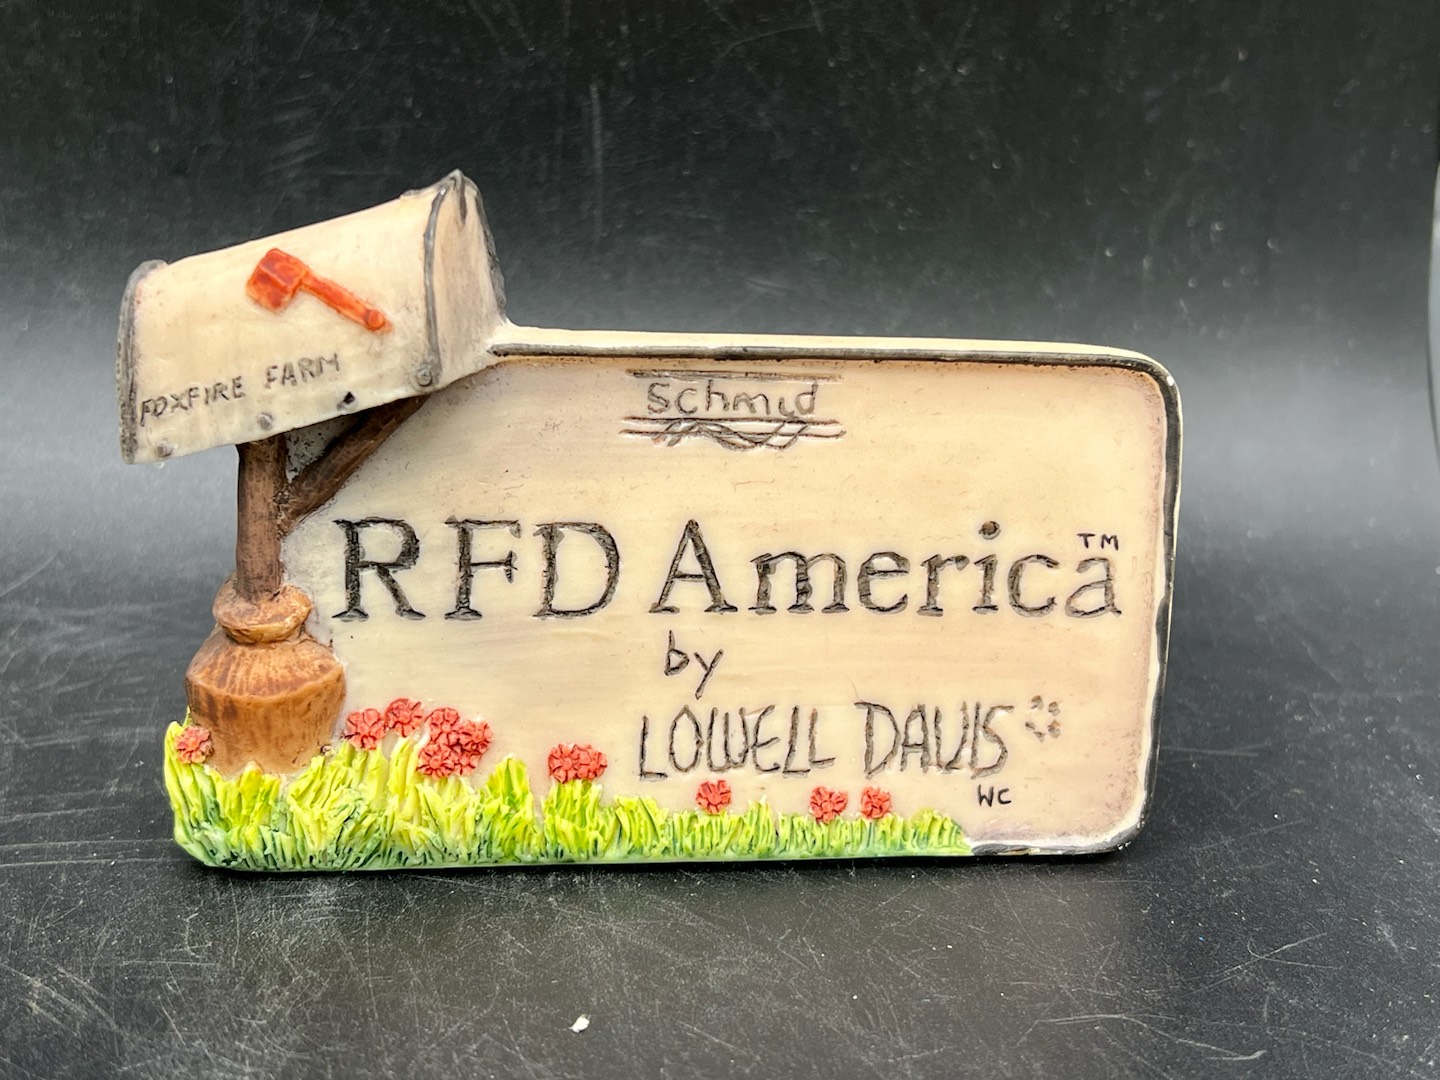 FOXFIRE FARM
Schmid
RFD America™
by
LOWELL DAVIS
WC